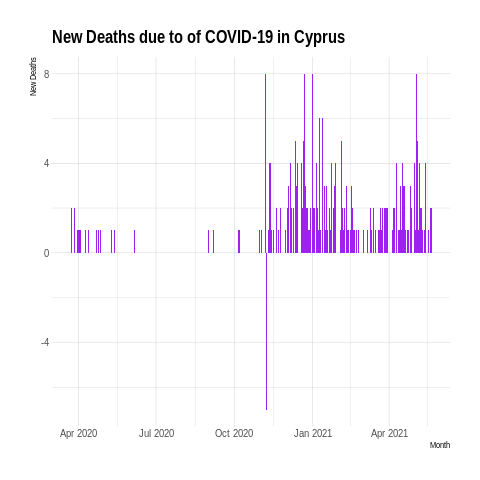 New Deaths due to of COVID-19 in Cyprus
New Deaths
8
4
0
-4
Apr 2020 Jul 2020 Oct 2020 Jan 2021 Apr 2021
Month